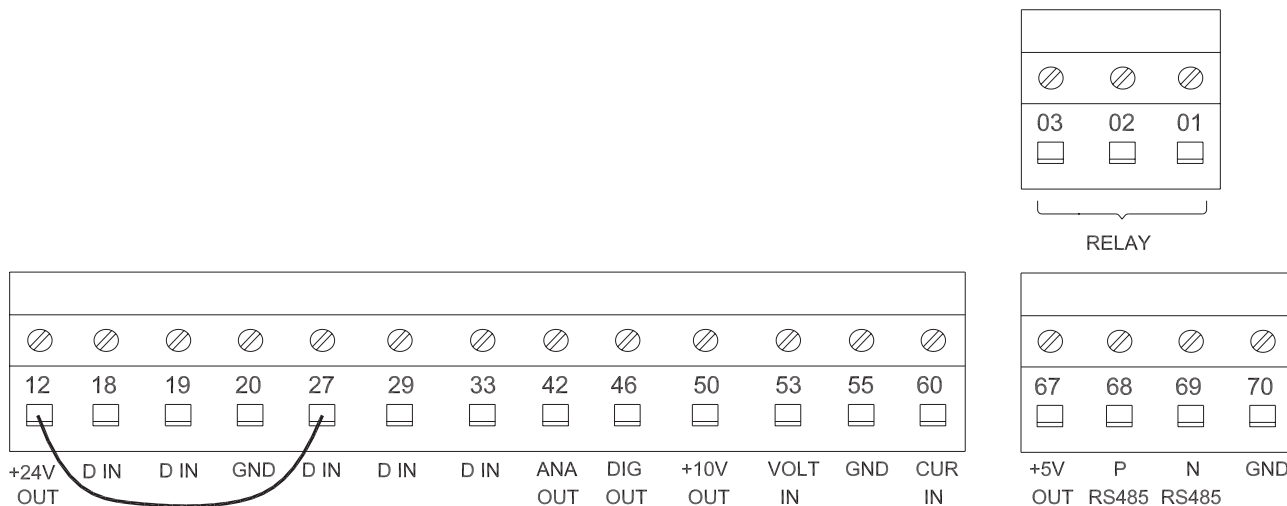 03 02 01
RELAY
12 18 19 20 27 29 33 42 46 50 53 55 60
+24V D IN D IN GND D IN D IN D IN ANA DIG +10V VOLT GND CUR
OUT OUT OUT OUT IN IN
67 68 69 70
+5V P N GND
OUT RS485 RS485